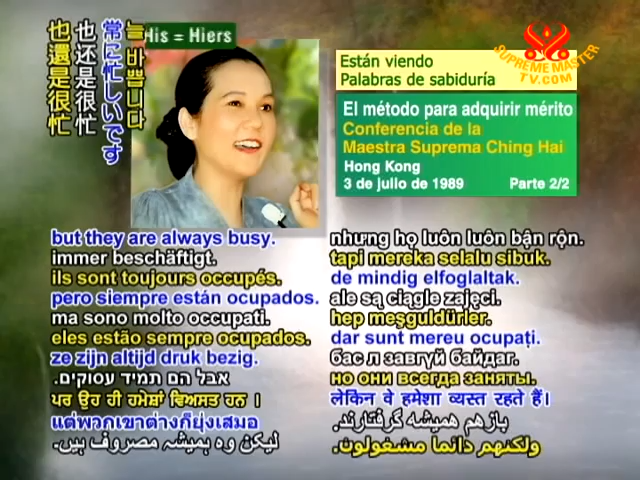 늘 바쁩니다
常に忙しいです
也还是很忙
也還是很忙
His = Hiers
Están viendo
Palabras de sabiduría
SUPREME MASTER
TV.COM
El método para adquirir mérito
Conferencia de la
Maestra Suprema Ching Hai
Hong Kong
3 de julio de 1989 Parte 2/2
but they are always busy.
immer beschäftigt.
ils sont toujours occupés.
pero siempre están ocupados.
ma sono molto occupati.
eles estão sempre ocupados.
ze zijn altijd druk bezig.
אבל הם תמיד עסוקים.
ਪਰ ਉਹ ਹੀ ਹਮੇਸ਼ਾਂ ਵਿਅਸਤ ਹਨ ।
แต่พวกเขาต่างก็ยุ่งเสมอ
لیکن وہ ہمیشہ مصروف ہیں.
nhưng họ luôn luôn bận rộn.
tapi mereka selalu sibuk.
de mindig elfoglaltak.
ale są ciągle zajęci.
hep meşguldürler.
dar sunt mereu ocupați.
бас л завгүй байдаг.
но они всегда заняты.
लेकिन वे हमेशा व्यस्त रहते हैं।
بازهم همیشه گرفتارند.
ولكنهم دائما مشغولون.